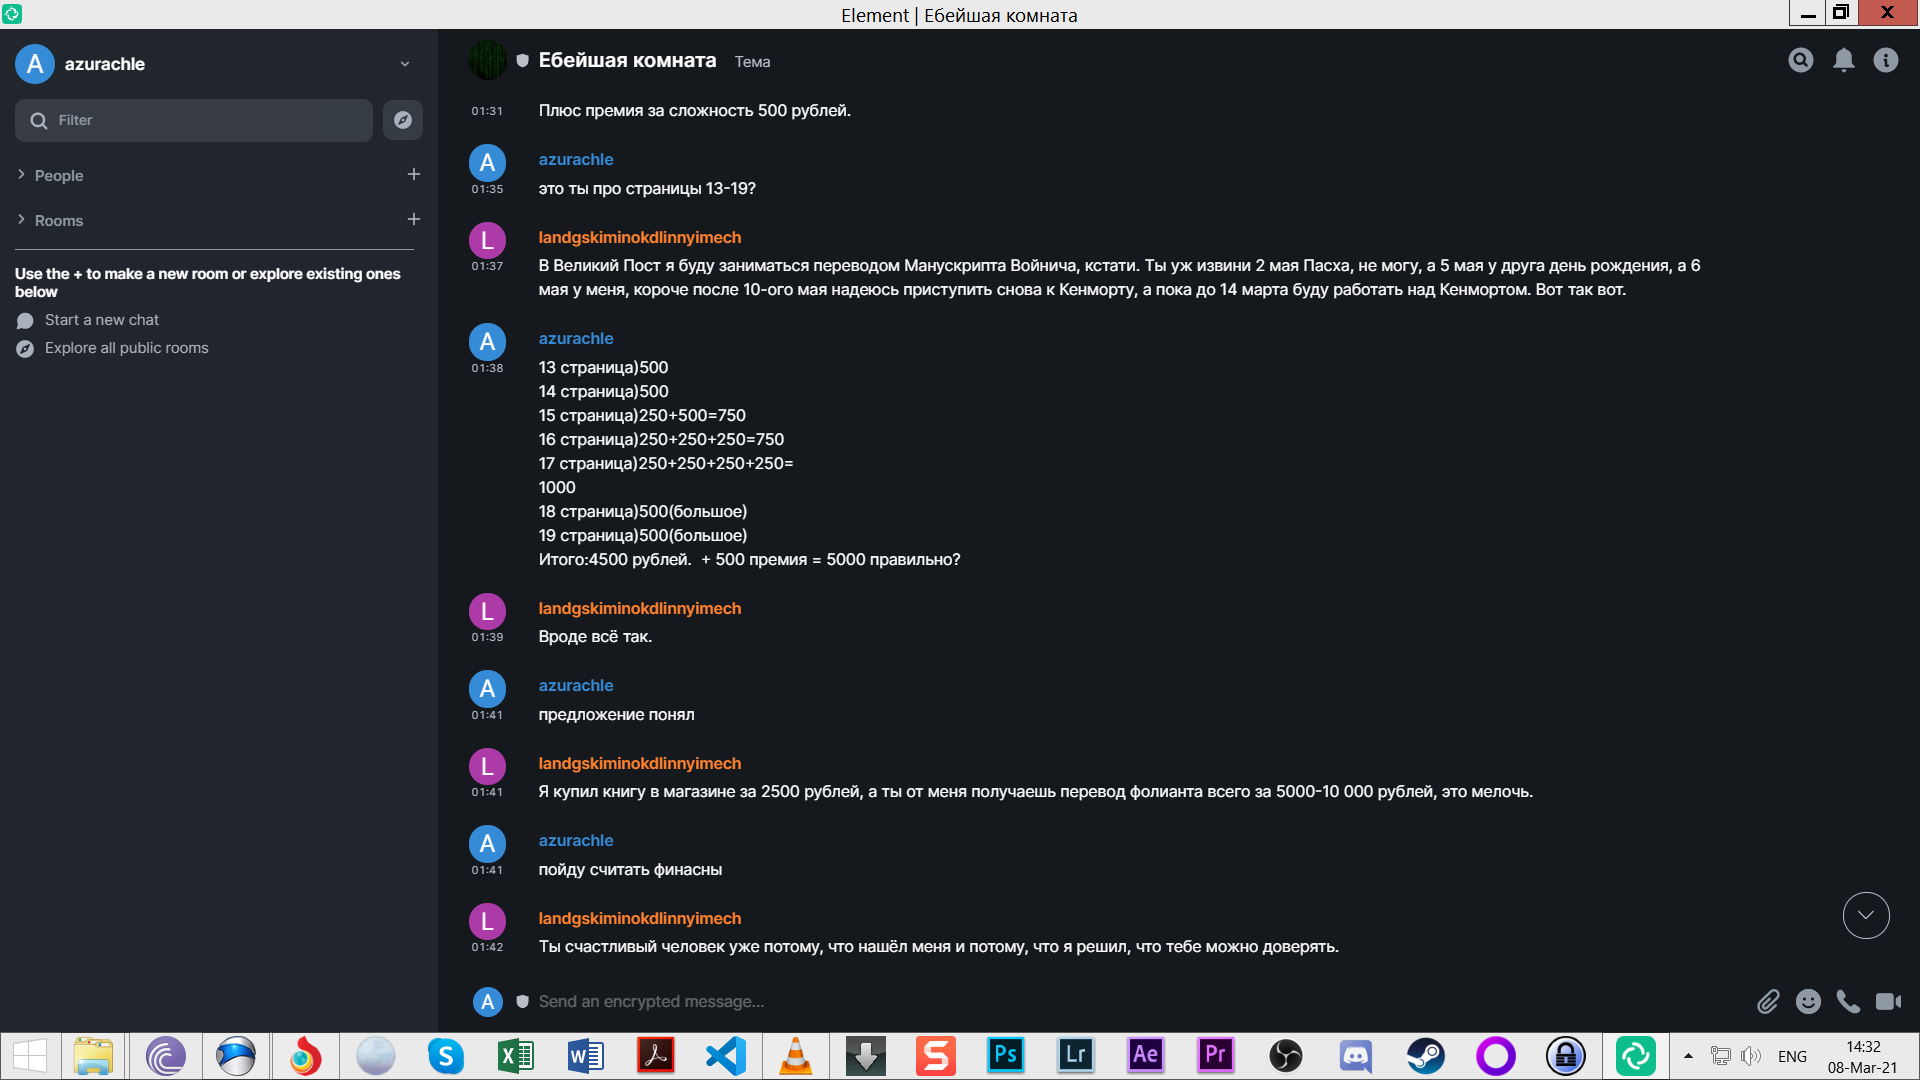 Element | Ебейшая комната
A azurachle
Filter
People
Rooms
Use the + to make a new room or explore existing ones
below
Start a new chat
Explore all public rooms
Ебейшая комната Тема
01:31 Плюс премия за сложность 500 рублей.
A azurachle
01:35 это ты про страницы 13-19?
L landgskiminokdlinnyimech
01:37 В Великий Пост я буду заниматься переводом Манускрипта Войнича, кстати. Ты уж извини 2 мая Пасха, не могу, а 5 мая у друга день рождения, а 6
мая у меня, короче после 10-ого мая надеюсь приступить снова к Кенморту, а пока до 14 марта буду работать над Кенмортом. Вот так вот.
A azurachle
01:38 13 страница)500
14 страница)500
15 страница)250+500=750
16 страница)250+250+250=750
17 страница)250+250+250+250=
1000
18 страница)500(большое)
19 страница)500(большое)
Итого:4500 рублей.  + 500 премия = 5000 правильно?
L landgskiminokdlinnyimech
01:39 Вроде всё так.
A azurachle
01:41 предложение понял
L landgskiminokdlinnyimech
01:41 Я купил книгу в магазине за 2500 рублей, а ты от меня получаешь перевод фолианта всего за 5000-10 000 рублей, это мелочь.
A azurachle
01:41 пойду считать финасны
L landgskiminokdlinnyimech
01:42 Ты счастливый человек уже потому, что нашёл меня и потому, что я решил, что тебе можно доверять.
A Send an encrypted message...
S X W S Ps Lr Ae Pr ENG 14:32
08-Mar-21